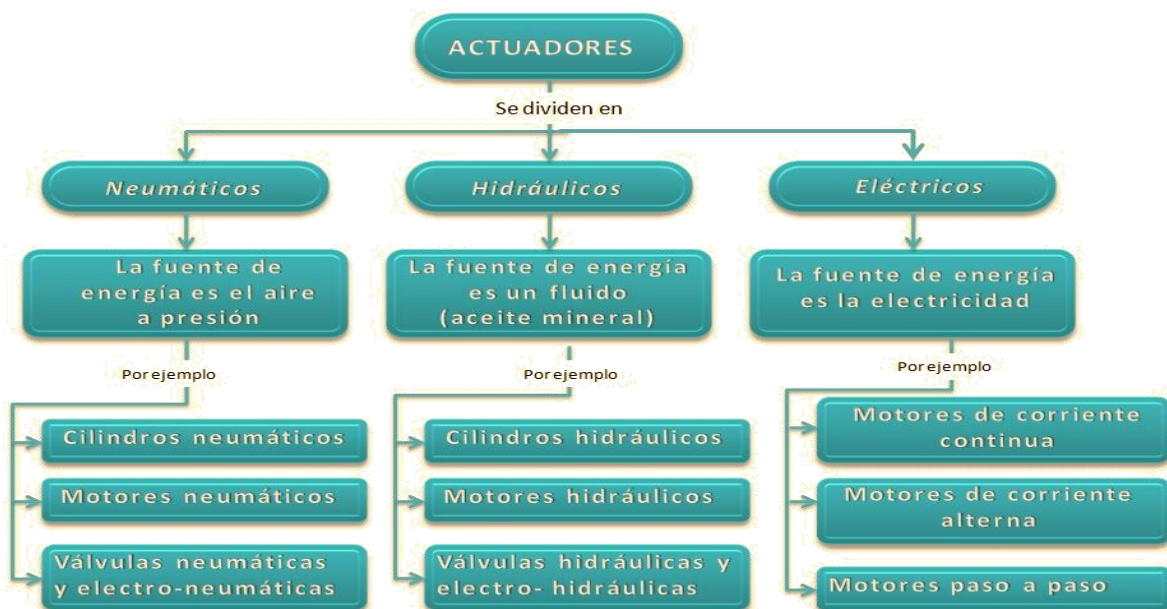 ACTUADORES
Se dividen en
Neumáticos
Hidráulicos
Eléctricos
La fuente de
energía es el aire
a presión
La fuente de energía
es un fluido
(aceite mineral)
La fuente de energía
es la electricidad
Por ejemplo
Por ejemplo
Por ejemplo
Cilindros neumáticos
Motores neumáticos
Válvulas neumáticas
y electro-neumáticas
Cilindros hidráulicos
Motores hidráulicos
Válvulas hidráulicas y
electro- hidráulicas
Motores de corriente
continua
Motores de corriente
alterna
Motores paso a paso